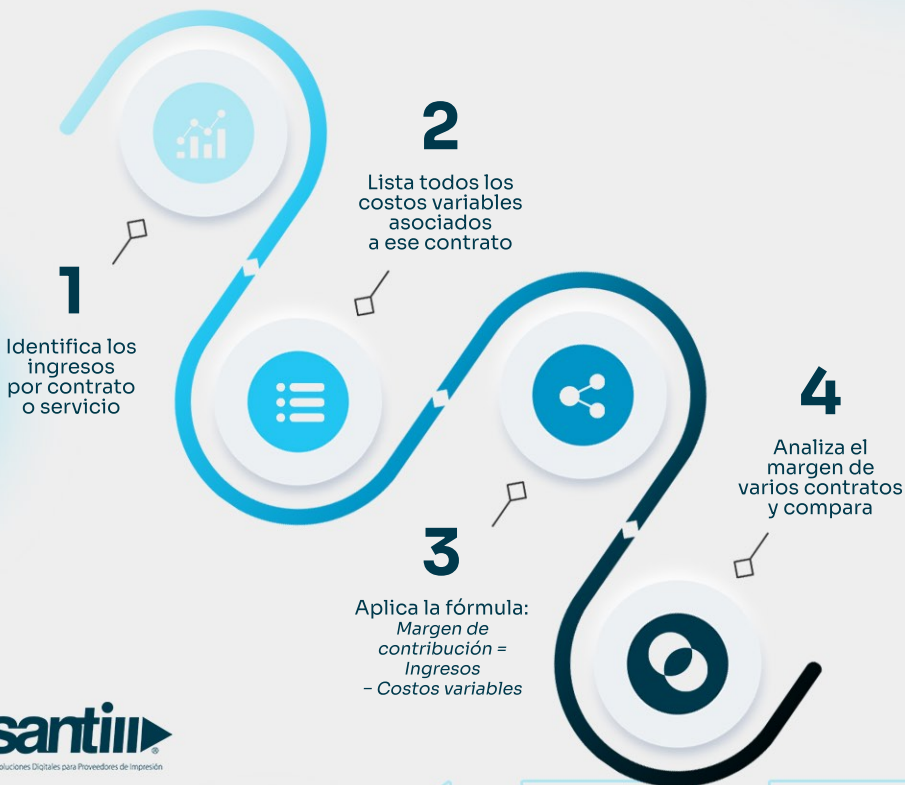 1
Identifica los
ingresos
por contrato
o servicio
2
Lista todos los
costos variables
asociados
a ese contrato
3
Aplica la fórmula:
Margen de
contribución =
Ingresos
– Costos variables
4
Analiza el
margen de
varios contratos
y compara
santi
oluciones Digitales para Proveedores de Impresión